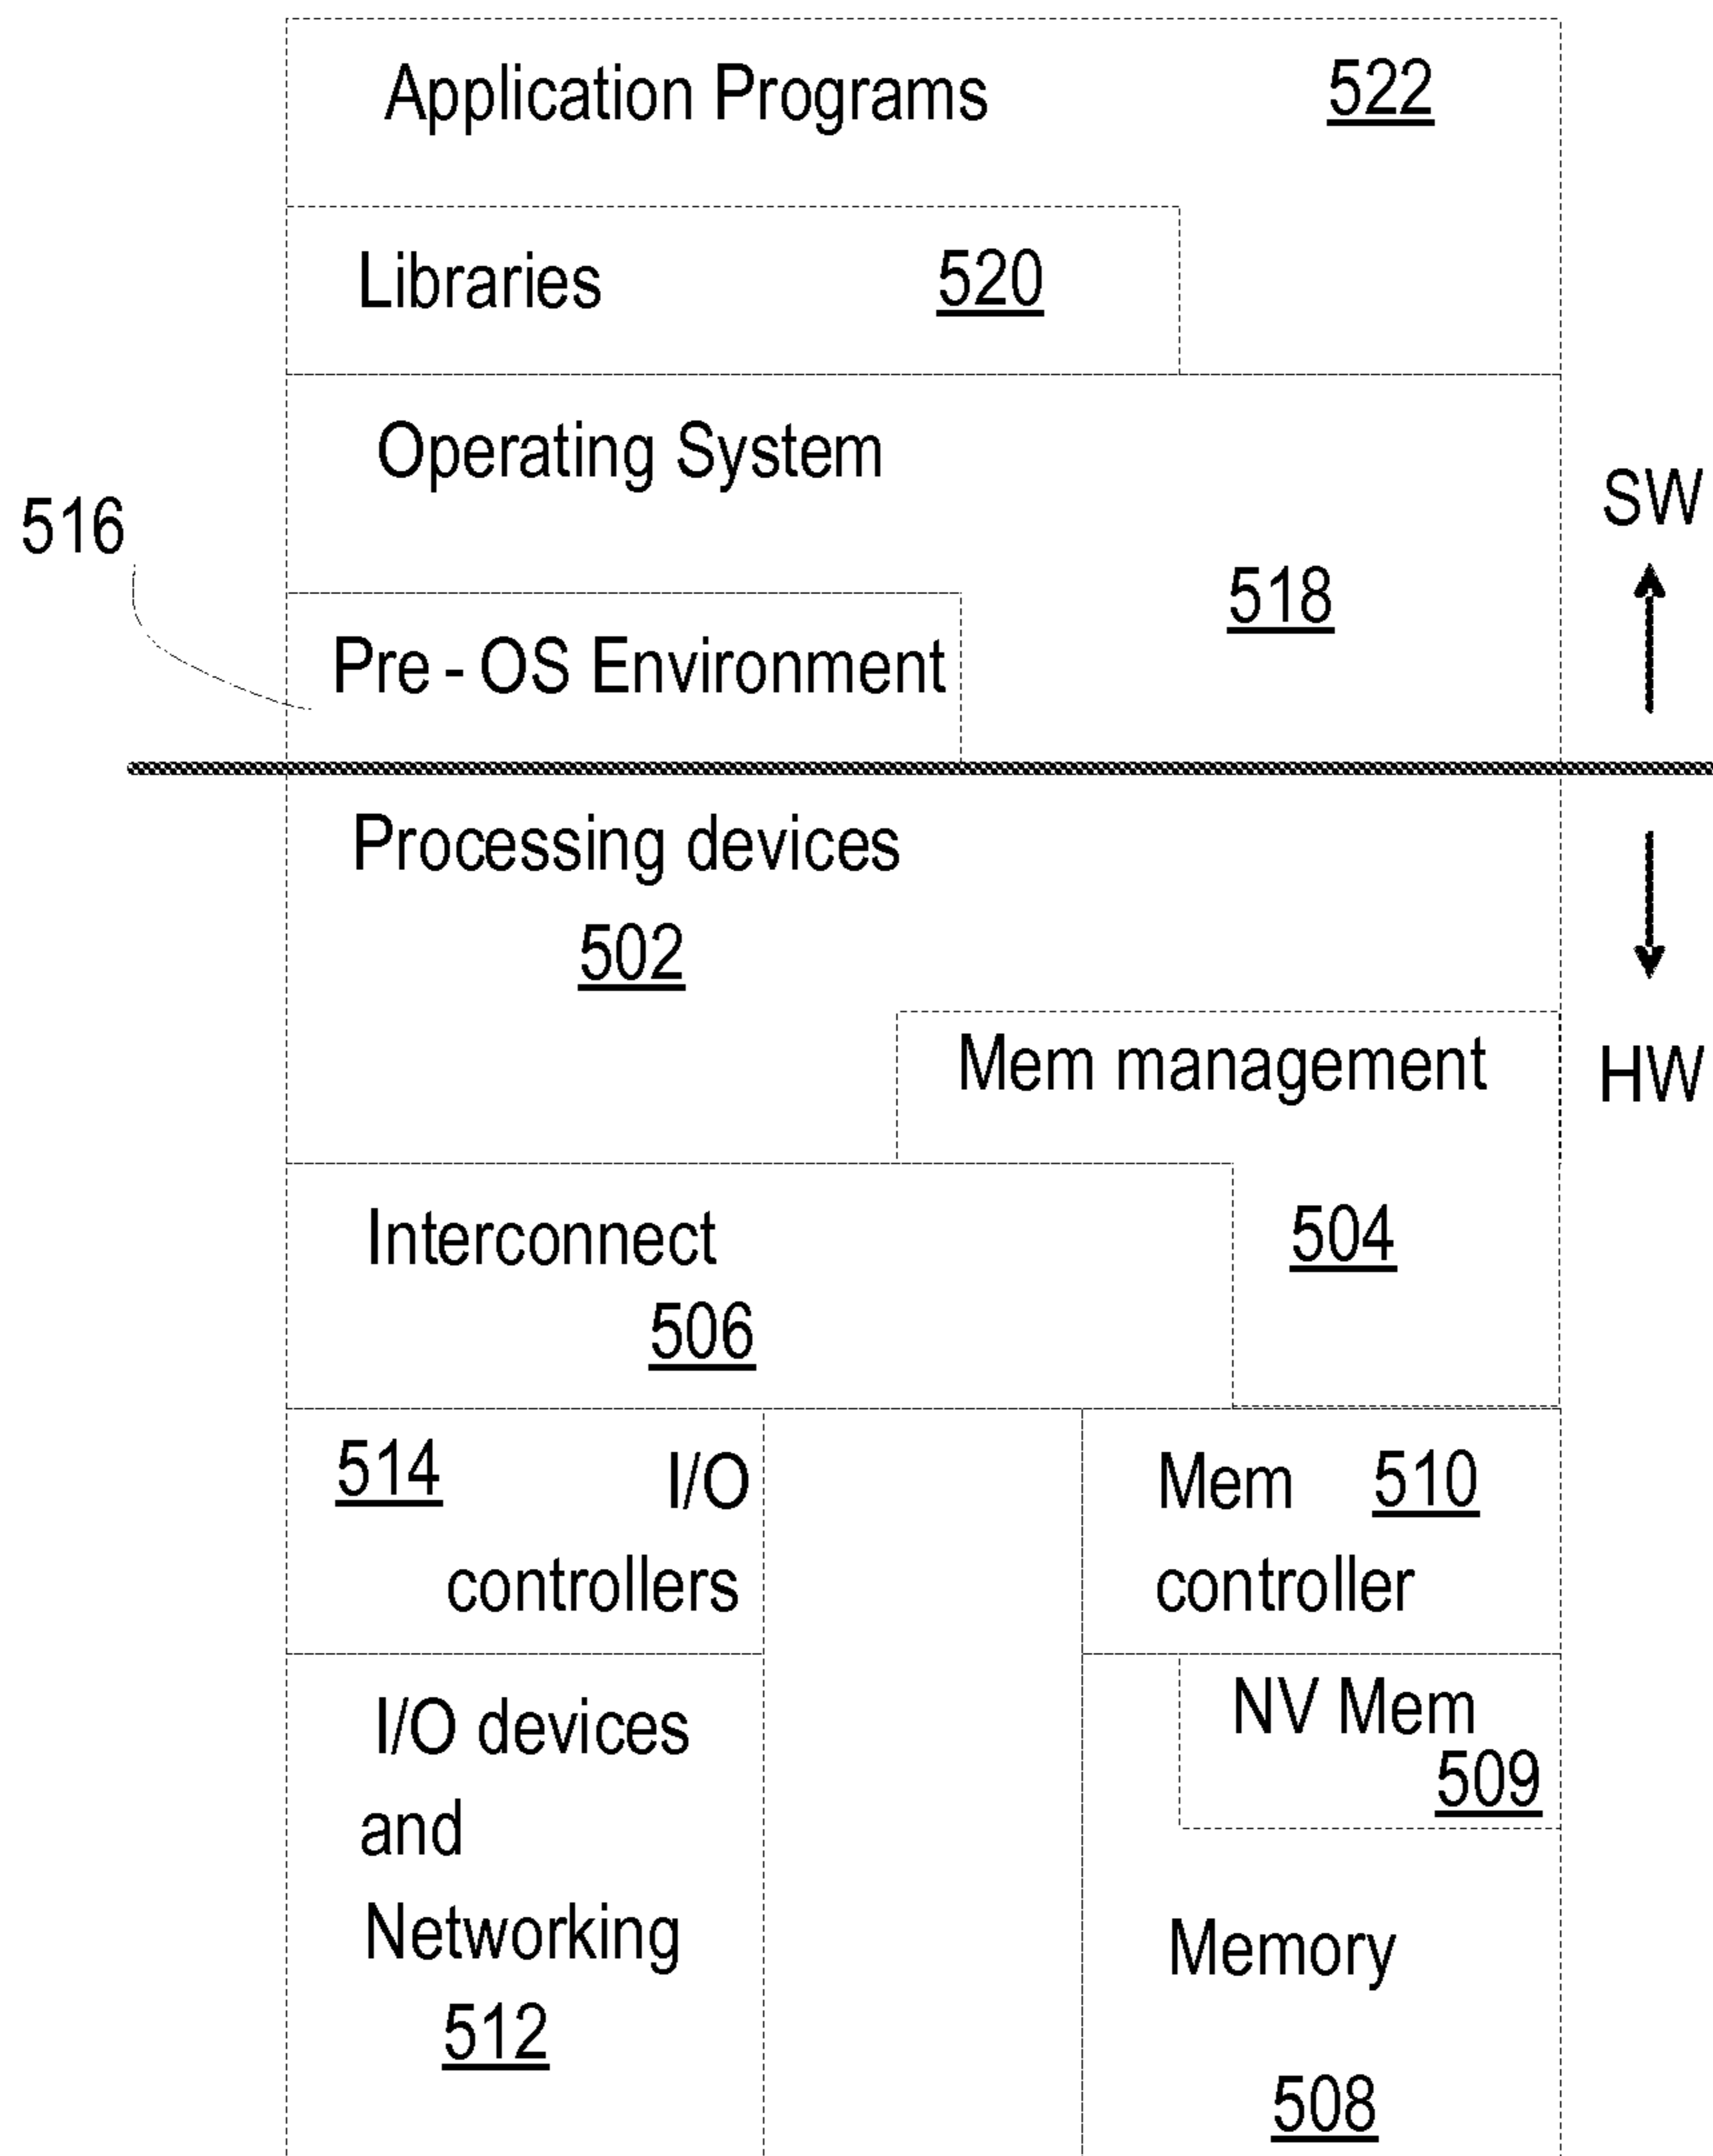 Application Programs 522
Libraries 520
Operating System
516
SW
518
Pre - OS Environment
Processing devices
502
Mem management
HW
Interconnect
504
506
514 I/O
controllers
Mem 510
controller
I/O devices
and
Networking
512
NV Mem
509
Memory
508